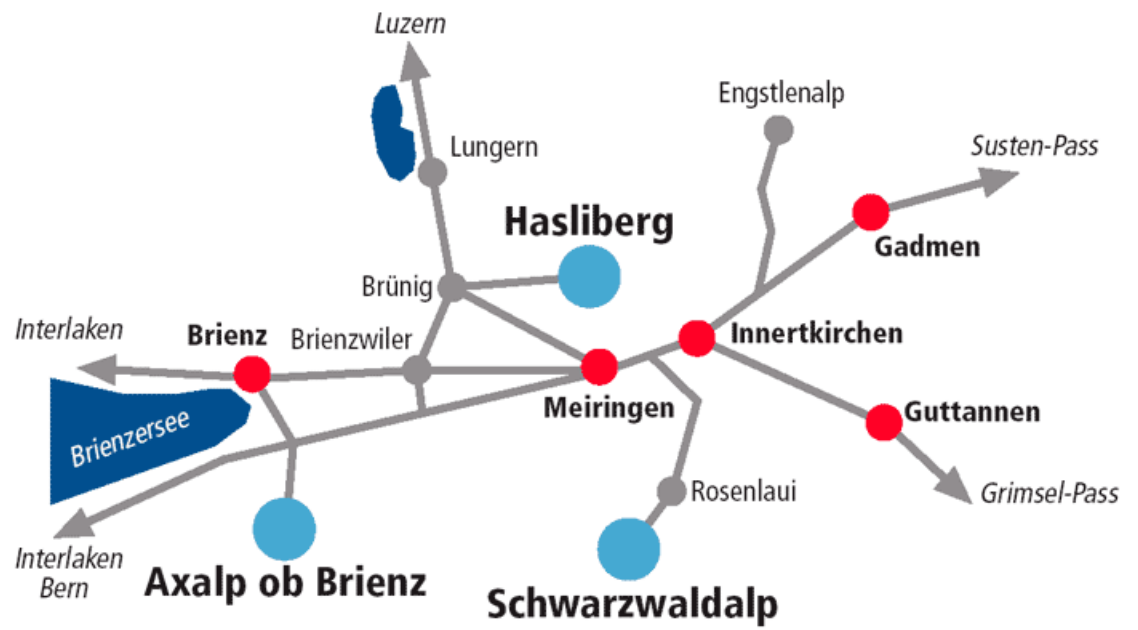 Luzern
Engstlenalp
Lungern
Susten-Pass
Hasliberg
Gadmen
Brünig
Interlaken
Brienz
Brienzwiler
Innertkirchen
Meiringen
Guttannen
Brienzersee
Rosenlaui
Grimsel-Pass
Interlaken
Bern
Axalp ob Brienz
Schwarzwaldalp